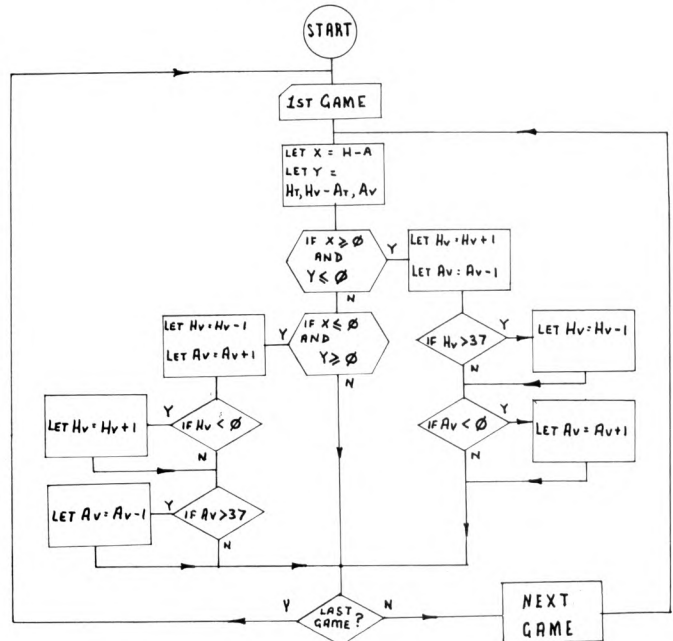 START
1ST GAME
LET X = H-A
LET Y =
HT, HV - AT, AV
IF X ≥ Ø
AND
Y ≤ Ø
Y
N
LET HV = HV+1
LET AV = AV-1
IF X ≤ Ø
AND
Y ≥ Ø
Y
N
LET HV = HV-1
LET AV = AV+1
IF HV > 37
Y
N
LET HV = HV-1
IF HV < Ø
Y
N
LET HV = HV+1
IF AV < Ø
Y
N
LET AV = AV+1
IF AV > 37
Y
N
LET AV = AV-1
LAST
GAME ?
Y
N
NEXT
GAME